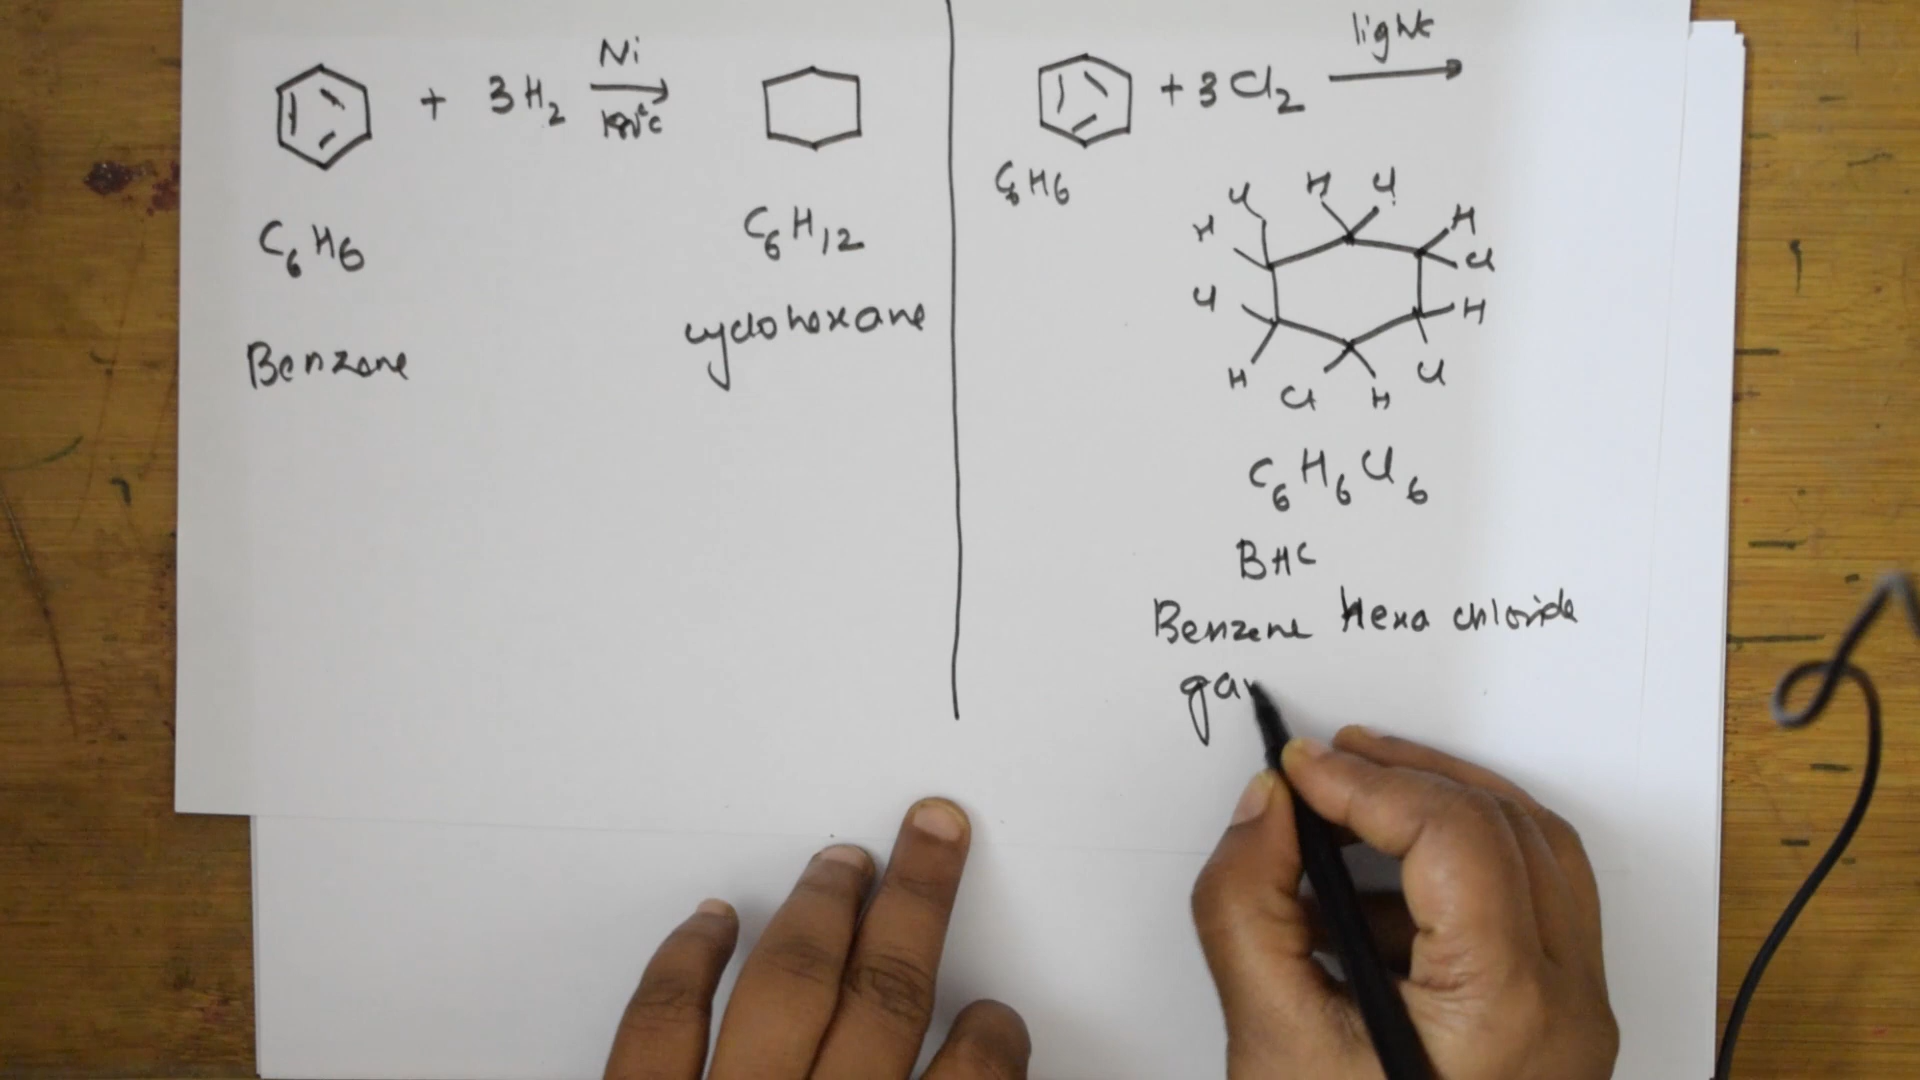 + 3H2 Ni →
C6H6
C6H12
Benzene
cyclohexane
+ 3Cl2 light →
C6H6
Cl H Cl H
H Cl
Cl H
H Cl H Cl
C6H6Cl6
BHC
Benzene Hexa chloride
ga